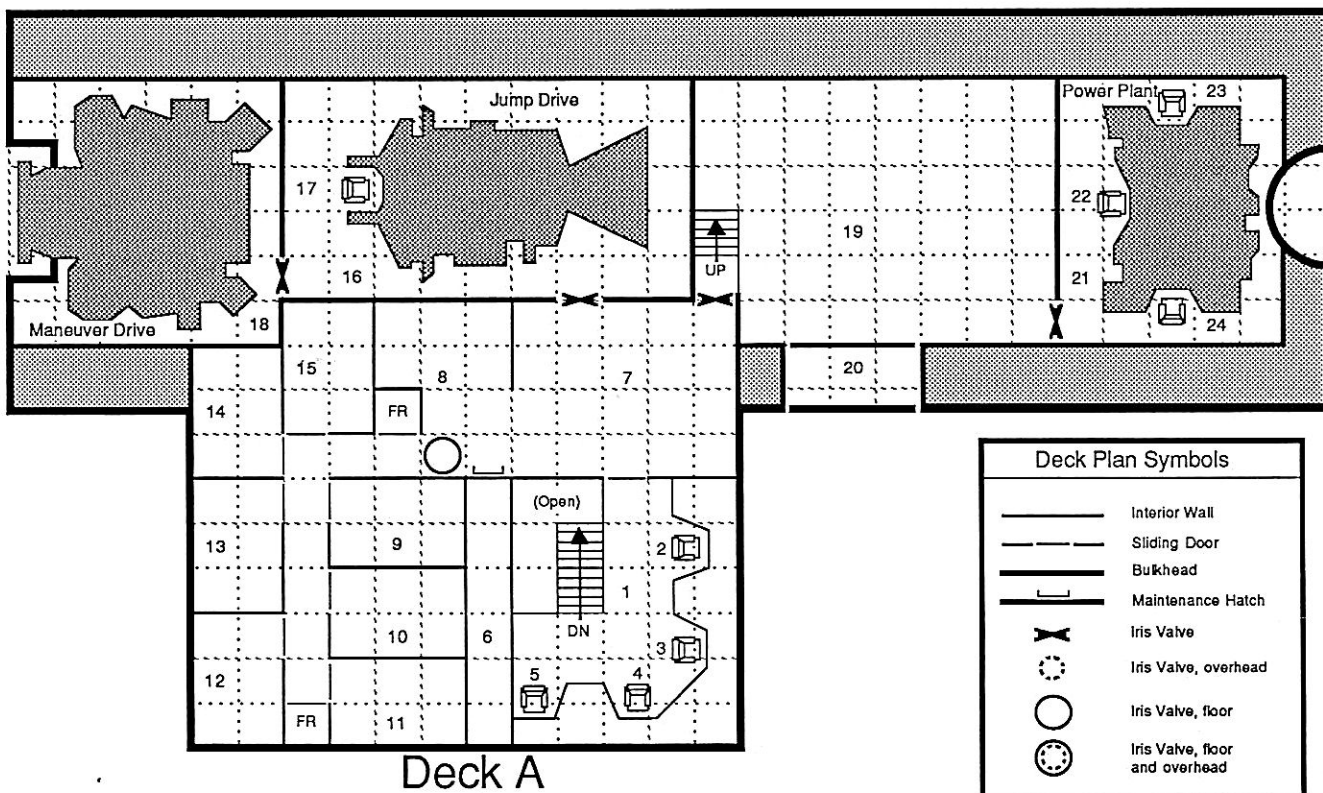 Jump Drive
Power Plant
23
17
22
19
UP
16
21
Maneuver Drive
18
24
15
8
7
20
14
FR
Deck Plan Symbols
(Open)
Interior Wall
13
9
2
Sliding Door
Bulkhead
1
Maintenance Hatch
10
6
DN
3
Iris Valve
12
5
4
Iris Valve, overhead
FR
11
Iris Valve, floor
Deck A
Iris Valve, floor
and overhead